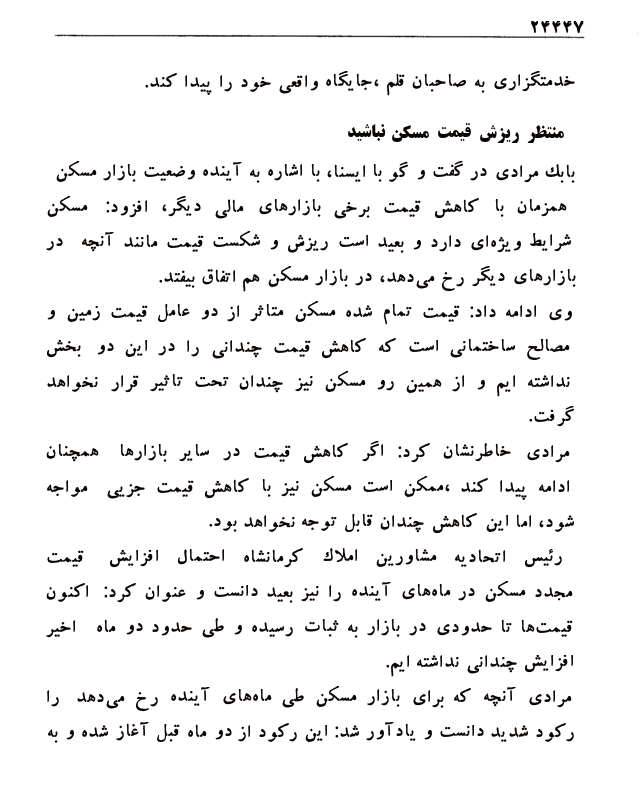 ۲۴۴۴۷
خدمتگزاری به صاحبان قلم ،جایگاه واقعی خود را پیدا کند.
منتظر ریزش قیمت مسکن نباشید
بابك مرادی در گفت و گو با ایسنا، با اشاره به آینده وضعیت بازار مسکن
همزمان با کاهش قیمت برخی بازارهای مالی دیگر، افزود: مسکن
شرایط ویژه‌ای دارد و بعید است ریزش و شکست قیمت مانند آنچه در
بازارهای دیگر رخ می‌دهد، در بازار مسکن هم اتفاق بیفتد.
وی ادامه داد: قیمت تمام شده مسکن متاثر از دو عامل قیمت زمین و
مصالح ساختمانی است که کاهش قیمت چندانی را در این دو بخش
نداشته ایم و از همین رو مسکن نیز چندان تحت تاثیر قرار نخواهد
گرفت.
مرادی خاطرنشان کرد: اگر کاهش قیمت در سایر بازارها همچنان
ادامه پیدا کند ،ممکن است مسکن نیز با کاهش قیمت جزیی مواجه
شود، اما این کاهش چندان قابل توجه نخواهد بود.
رئیس اتحادیه مشاورین املاك کرمانشاه احتمال افزایش قیمت
مجدد مسکن در ماه‌های آینده را نیز بعید دانست و عنوان کرد: اکنون
قیمت‌ها تا حدودی در بازار به ثبات رسیده و طی حدود دو ماه اخیر
افزایش چندانی نداشته ایم.
مرادی آنچه که برای بازار مسکن طی ماه‌های آینده رخ می‌دهد را
رکود شدید دانست و یادآور شد: این رکود از دو ماه قبل آغاز شده و به